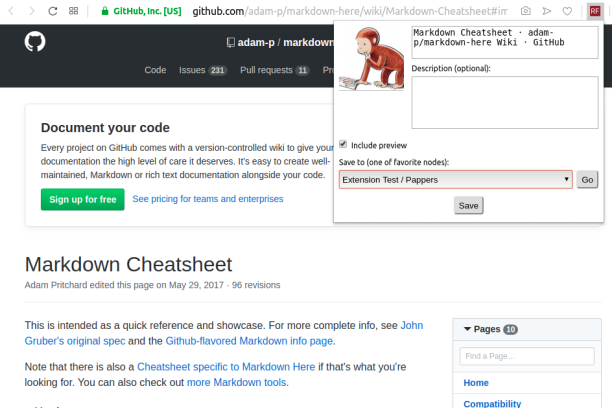 GitHub, Inc. [US]
github.com/adam-p/markdown-here/wiki/Markdown-Cheatsheet#im
RF
adam-p / markdown
Code Issues 231 Pull requests 11 Pro
Markdown Cheatsheet · adam-
p/markdown-here Wiki · GitHub
Description (optional):
Include preview
Save to (one of favorite nodes):
Extension Test / Pappers
Go
Save
Document your code
Every project on GitHub comes with a version-controlled wiki to give your
documentation the high level of care it deserves. It's easy to create well-
maintained, Markdown or rich text documentation alongside your code.
Sign up for free
See pricing for teams and enterprises
Markdown Cheatsheet
Adam Pritchard edited this page on May 29, 2017 · 96 revisions
This is intended as a quick reference and showcase. For more complete info, see John
Gruber's original spec and the Github-flavored Markdown info page.
Note that there is also a Cheatsheet specific to Markdown Here if that's what you're
looking for. You can also check out more Markdown tools.
Pages 10
Find a Page…
Home
Compatibility